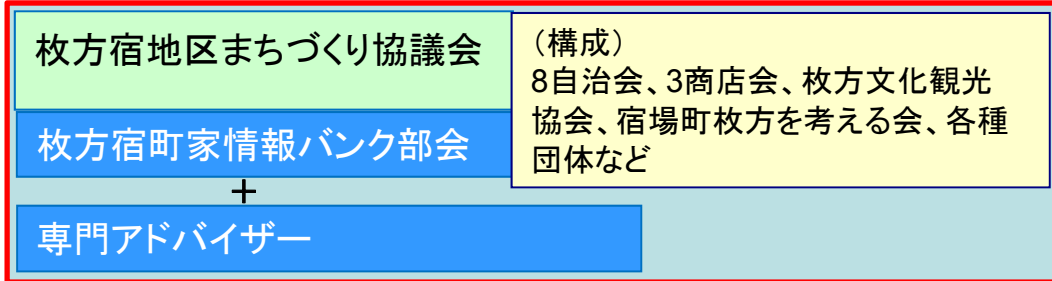 枚方宿地区まちづくり協議会
（構成）
8自治会、3商店会、枚方文化観光
協会、宿場町枚方を考える会、各種
団体など
枚方宿町家情報バンク部会
＋
専門アドバイザー